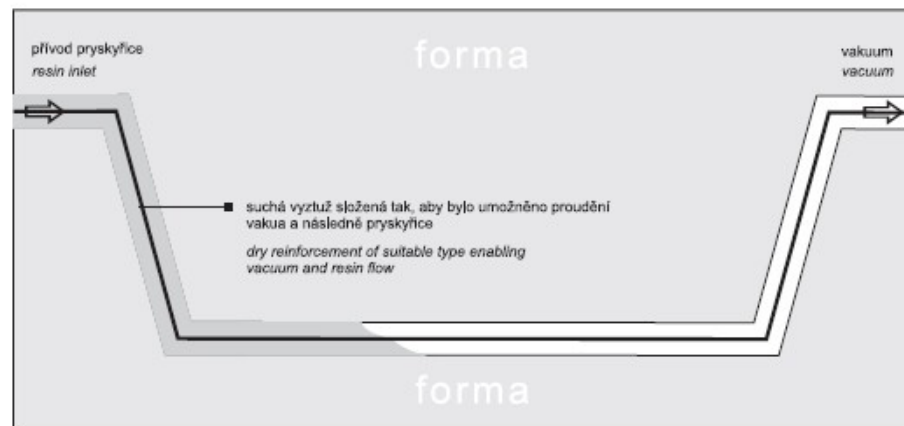 forma
přívod pryskyřice
resin inlet
vakuum
vacuum
suchá vyztuž složená tak, aby bylo umožněno proudění
vakua a následně pryskyřice
dry reinforcement of suitable type enabling
vacuum and resin flow
forma